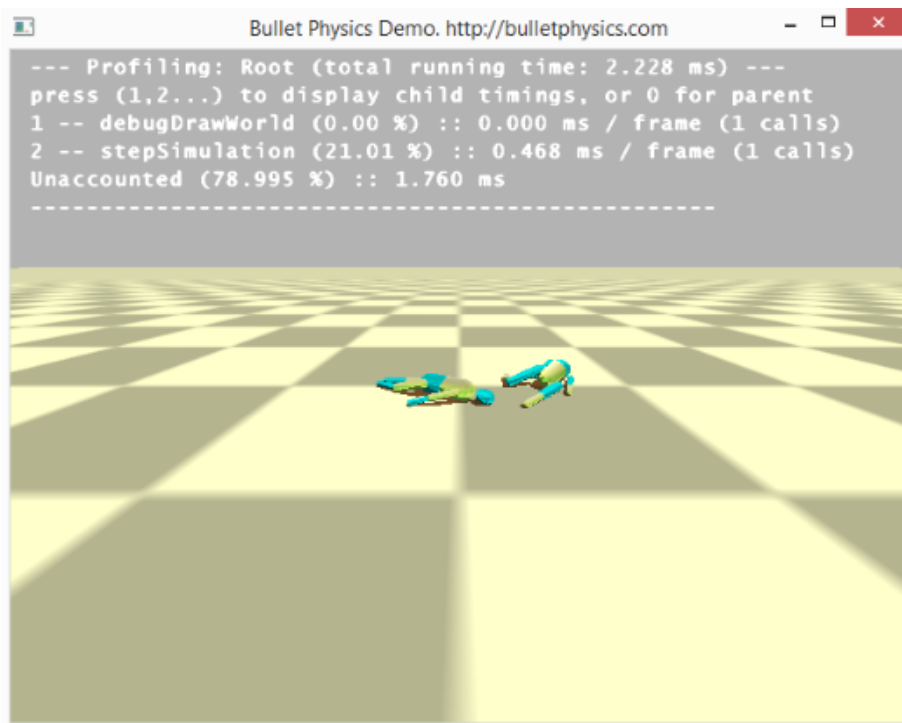 Bullet Physics Demo. http://bulletphysics.com
--- Profiling: Root (total running time: 2.228 ms) ---
press (1,2...) to display child timings, or 0 for parent
1 -- debugDrawWorld (0.00 %) :: 0.000 ms / frame (1 calls)
2 -- stepSimulation (21.01 %) :: 0.468 ms / frame (1 calls)
Unaccounted (78.995 %) :: 1.760 ms
-------------------------------------------------